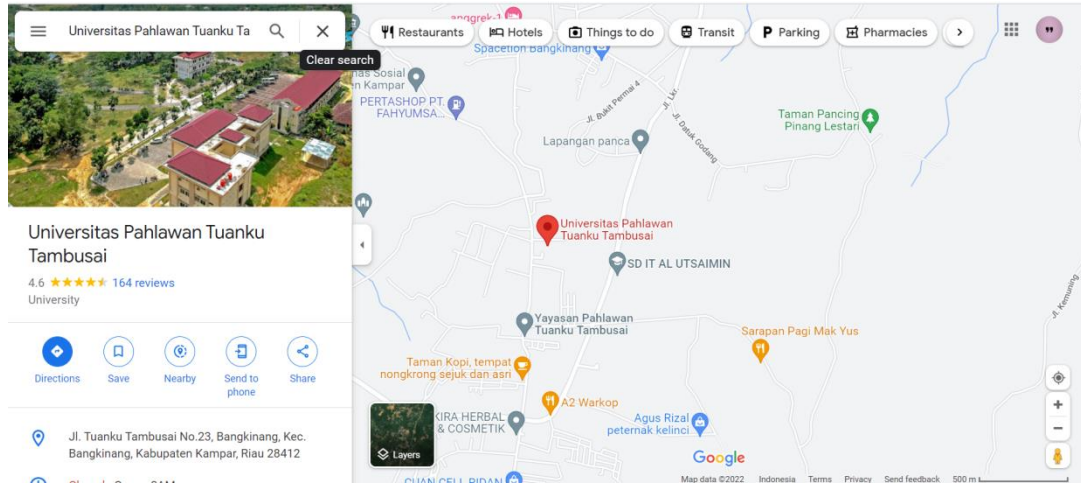 Universitas Pahlawan Tuanku Ta
Clear search
Restaurants
Hotels
Things to do
Transit
Parking
Pharmacies
Universitas Pahlawan Tuanku
Tambusai
4.6
164 reviews
University
Directions
Save
Nearby
Send to
phone
Share
Jl. Tuanku Tambusai No.23, Bangkinang, Kec.
Bangkinang, Kabupaten Kampar, Riau 28412
anggrek 1
Spacelion Bangkinang
Sosial
Kampar
PERTASHOP PT.
FAHYUMSA...
Jl. Bukit Permai 4
Jl. Lkr.
Jl. Datuk Godang
Lapangan panca
Taman Pancing
Pinang Lestari
Universitas Pahlawan
Tuanku Tambusai
SD IT AL UTSAIMIN
Jl. Kemuning
Yayasan Pahlawan
Tuanku Tambusai
Sarapan Pagi Mak Yus
Taman Kopi, tempat
nongkrong sejuk dan asri
A2 Warkop
KIRA HERBAL
& COSMETIK
Agus Rizal
peternak kelinci
Layers
Google
Map data ©2022 Indonesia Terms Privacy Send feedback 500 m